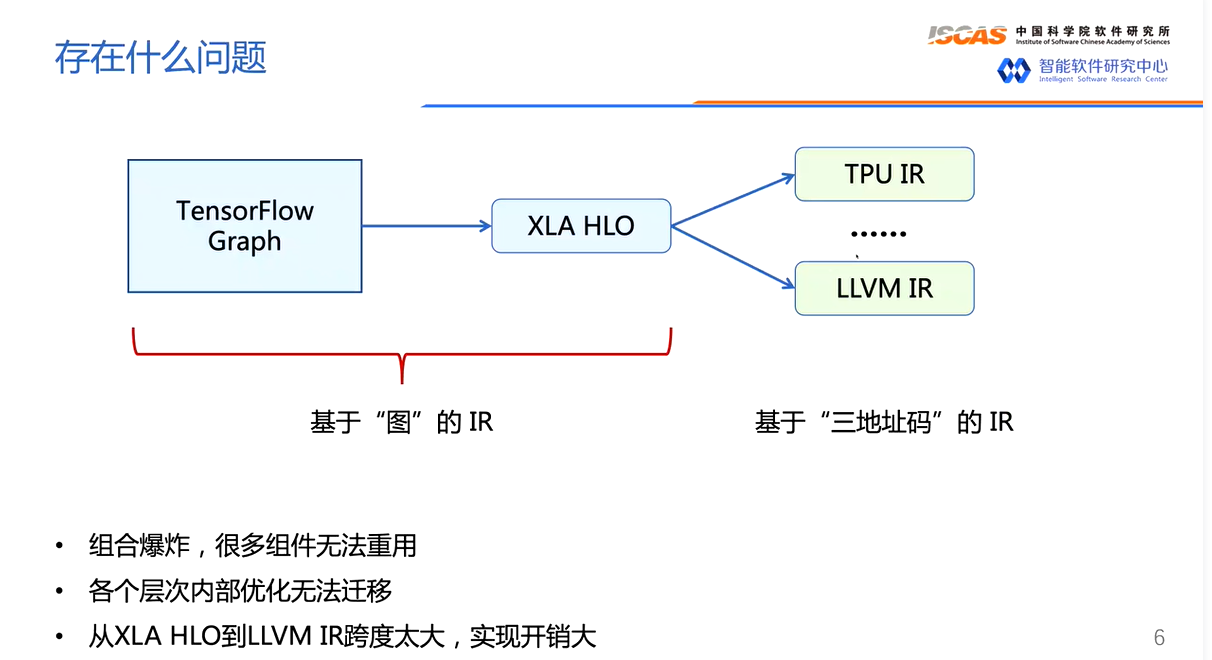 存在什么问题
ISCAS 中国科学院软件研究所
Institute of Software Chinese Academy of Sciences
智能软件研究中心
Intelligent Software Research Center
TensorFlow
Graph
XLA HLO
TPU IR
......
LLVM IR
基于“图”的 IR
基于“三地址码”的 IR
• 组合爆炸，很多组件无法重用
• 各个层次内部优化无法迁移
• 从XLA HLO到LLVM IR跨度太大，实现开销大
6